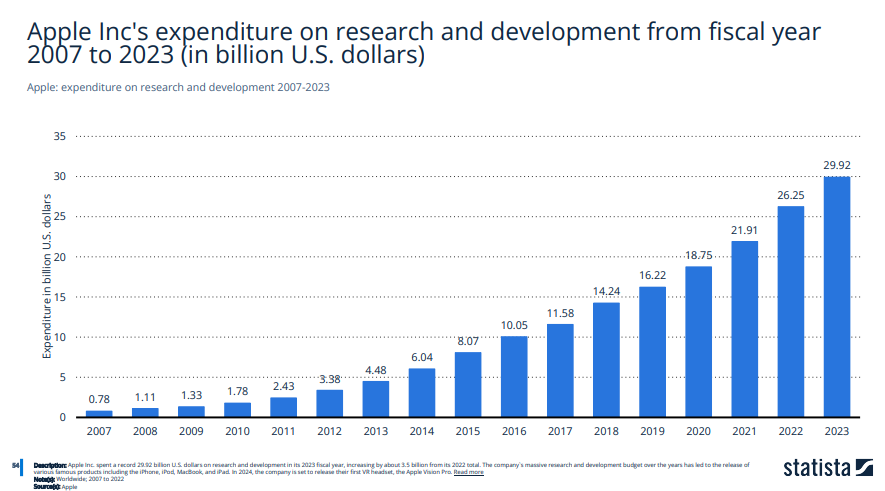 Apple Inc's expenditure on research and development from fiscal year
2007 to 2023 (in billion U.S. dollars)
Apple: expenditure on research and development 2007-2023
Expenditure in billion U.S. dollars
35
30
25
20
15
10
5
0
0.78
1.11
1.33
1.78
2.43
3.38
4.48
6.04
8.07
10.05
11.58
14.24
16.22
18.75
21.91
26.25
29.92
2007 2008 2009 2010 2011 2012 2013 2014 2015 2016 2017 2018 2019 2020 2021 2022 2023
54
Description: Apple Inc. spent a record 29.92 billion U.S. dollars on research and development in its 2023 fiscal year, increasing by about 3.5 billion from its 2022 total. The company's massive research and development budget over the years has led to the release of
various famous products including the iPhone, iPod, MacBook, and iPad. In 2024, the company is set to release their first VR headset, the Apple Vision Pro. Read more
Note(s): Worldwide; 2007 to 2022
Source(s): Apple
statista